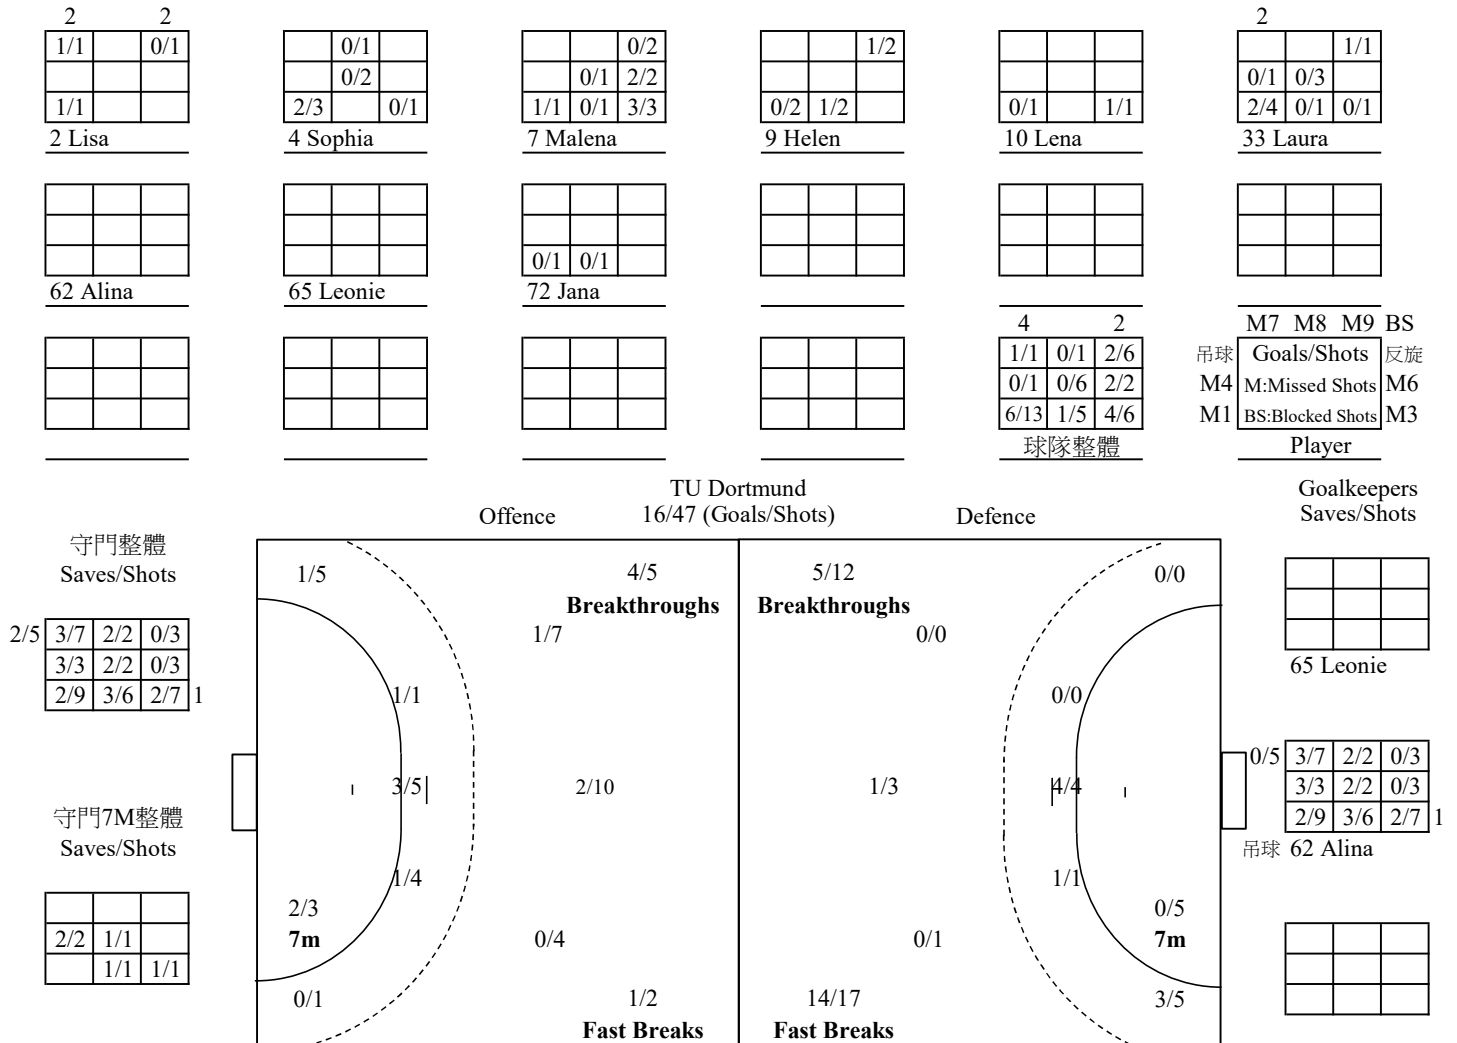 2 2 2
1/1 0/1 0/1 0/2 1/2 1/1
0/2 0/1 2/2 0/1 0/3
1/1 2/3 0/1 1/1 0/1 3/3 0/2 1/2 0/1 1/1 2/4 0/1 0/1
2 Lisa 4 Sophia 7 Malena 9 Helen 10 Lena 33 Laura
0/1 0/1
62 Alina 65 Leonie 72 Jana
4 2 M7 M8 M9 BS
1/1 0/1 2/6 吊球 Goals/Shots 反旋
0/1 0/6 2/2 M4 M:Missed Shots M6
6/13 1/5 4/6 M1 BS:Blocked Shots M3
球隊整體 Player
TU Dortmund
Offence 16/47 (Goals/Shots) Defence
Goalkeepers
Saves/Shots
守門整體
Saves/Shots
2/5 3/7 2/2 0/3
3/3 2/2 0/3
2/9 3/6 2/7 1
守門7M整體
Saves/Shots
2/2 1/1
1/1 1/1
1/5 4/5
Breakthroughs
1/7
1/1
3/5 2/10
1/4
2/3
7m
0/4
0/1 1/2
Fast Breaks
5/12 0/0
Breakthroughs
0/0
0/0
1/3 4/4
1/1
0/5
0/1 7m
14/17 3/5
Fast Breaks
65 Leonie
0/5 3/7 2/2 0/3
3/3 2/2 0/3
2/9 3/6 2/7 1
吊球 62 Alina